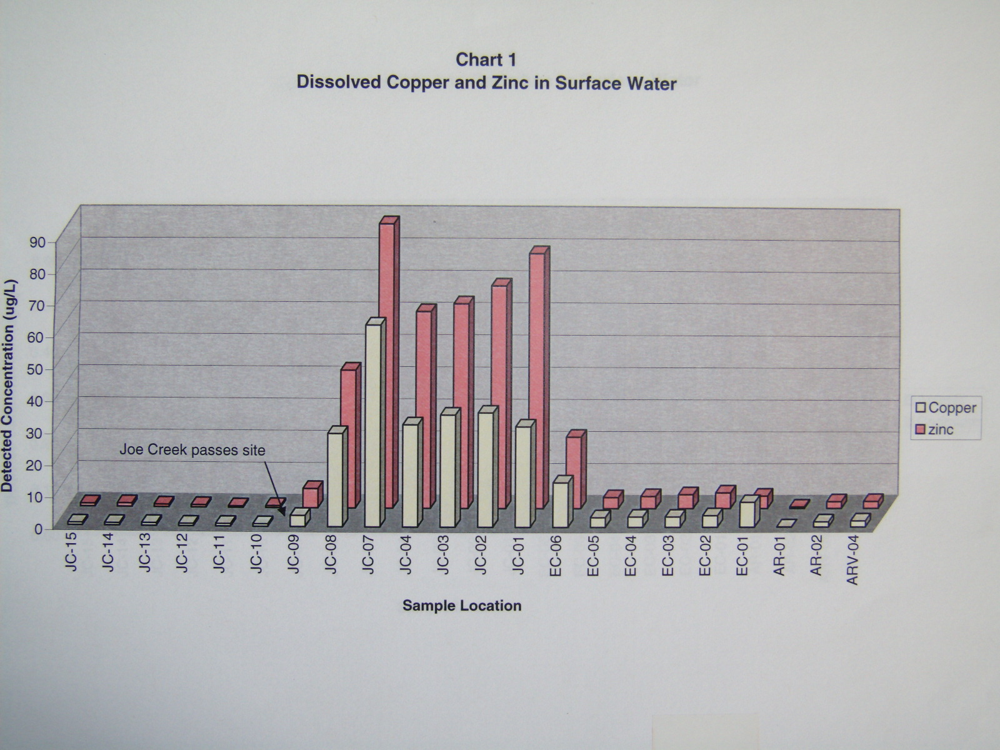 Chart 1
Dissolved Copper and Zinc in Surface Water
Detected Concentration (ug/L)
90
80
70
60
50
40
30
20
10
0
Joe Creek passes site
Copper
zinc
JC-15
JC-14
JC-13
JC-12
JC-11
JC-10
JC-09
JC-08
JC-07
JC-04
JC-03
JC-02
JC-01
EC-06
EC-05
EC-04
EC-03
EC-02
EC-01
AR-01
AR-02
ARV-04
Sample Location